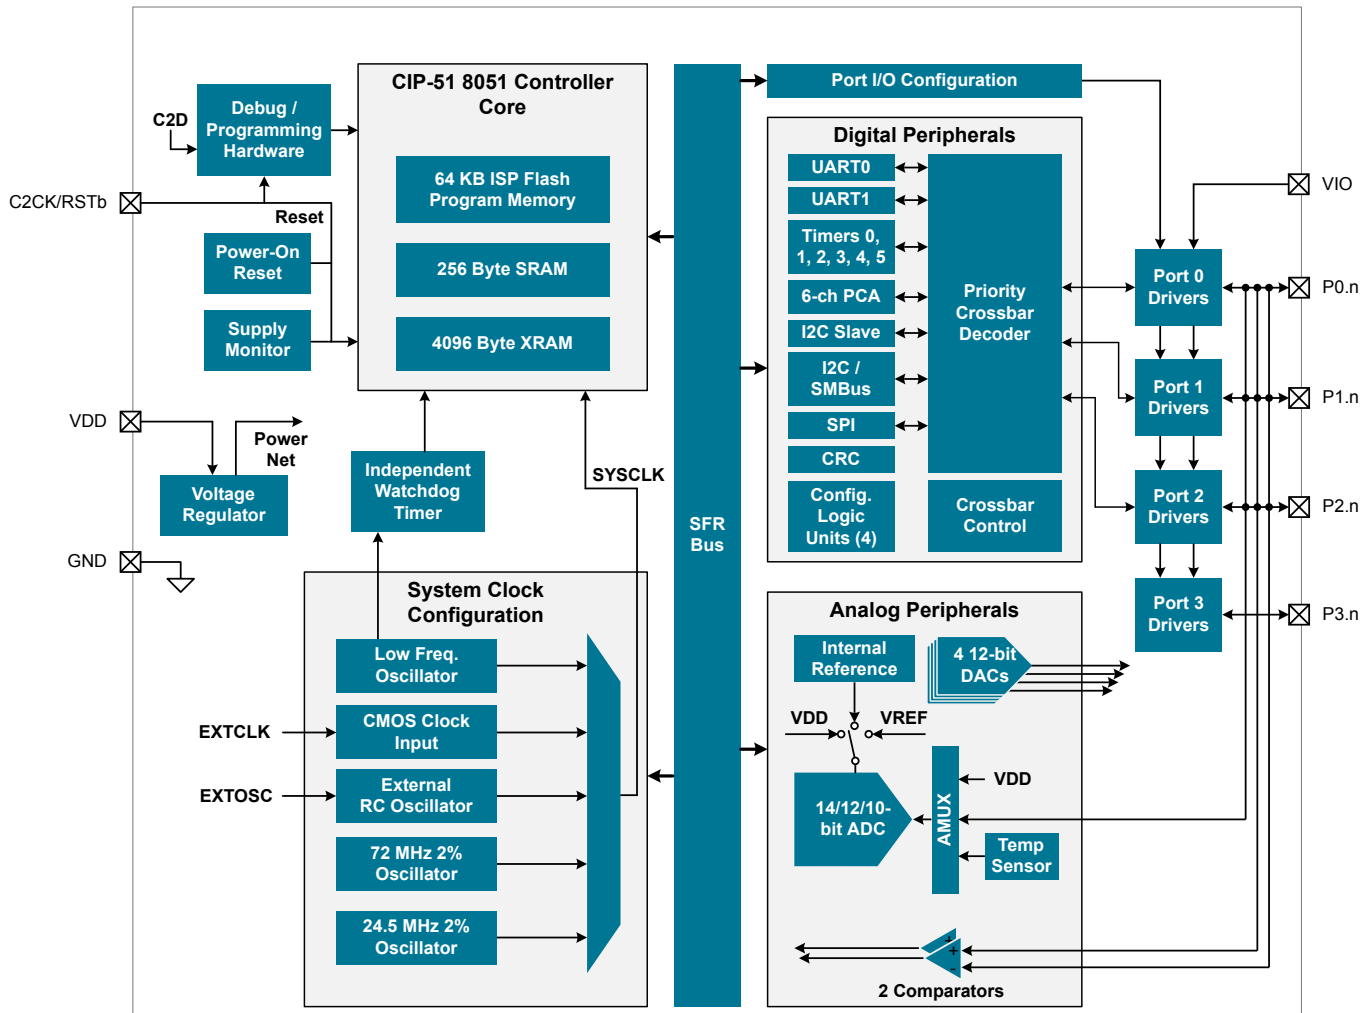 CIP-51 8051 Controller
Core
64 KB ISP Flash
Program Memory
256 Byte SRAM
4096 Byte XRAM
C2D
Debug /
Programming
Hardware
C2CK/RSTb
Reset
Power-On
Reset
Supply
Monitor
VDD
Power
Net
Voltage
Regulator
GND
Independent
Watchdog
Timer
SYSCLK
System Clock
Configuration
Low Freq.
Oscillator
EXTCLK
CMOS Clock
Input
EXTOSC
External
RC Oscillator
72 MHz 2%
Oscillator
24.5 MHz 2%
Oscillator
SFR
Bus
Port I/O Configuration
Digital Peripherals
UART0
UART1
Timers 0,
1, 2, 3, 4, 5
6-ch PCA
I2C Slave
I2C /
SMBus
SPI
CRC
Config.
Logic
Units (4)
Priority
Crossbar
Decoder
Crossbar
Control
Analog Peripherals
Internal
Reference
4 12-bit
DACs
VDD
VREF
14/12/10-
bit ADC
AMUX
VDD
Temp
Sensor
+
+
-
2 Comparators
VIO
Port 0
Drivers
P0.n
Port 1
Drivers
P1.n
Port 2
Drivers
P2.n
Port 3
Drivers
P3.n